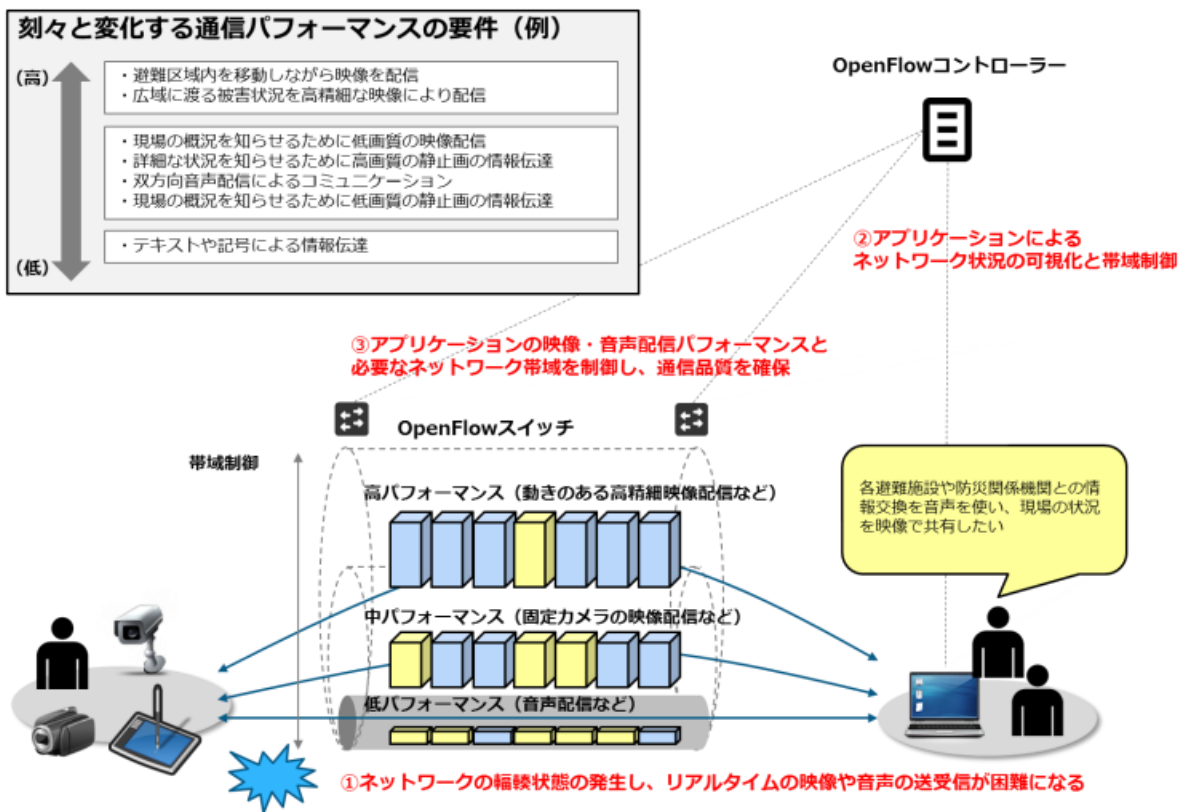 刻々と変化する通信パフォーマンスの要件（例）
（高）
・避難区域内を移動しながら映像を配信
・広域に渡る被害状況を高精細な映像により配信
・現場の概況を知らせるために低画質の映像配信
・詳細な状況を知らせるために高画質の静止画の情報伝達
・双方向音声配信によるコミュニケーション
・現場の概況を知らせるために低画質の静止画の情報伝達
・テキストや記号による情報伝達
（低）
OpenFlowコントローラー
②アプリケーションによる
ネットワーク状況の可視化と帯域制御
③アプリケーションの映像・音声配信パフォーマンスと
必要なネットワーク帯域を制御し、通信品質を確保
OpenFlowスイッチ
帯域制御
高パフォーマンス（動きのある高精細映像配信など）
各避難施設や防災関係機関との情
報交換を音声を使い、現場の状況
を映像で共有したい
中パフォーマンス（固定カメラの映像配信など）
低パフォーマンス（音声配信など）
①ネットワークの輻輳状態の発生し、リアルタイムの映像や音声の送受信が困難になる